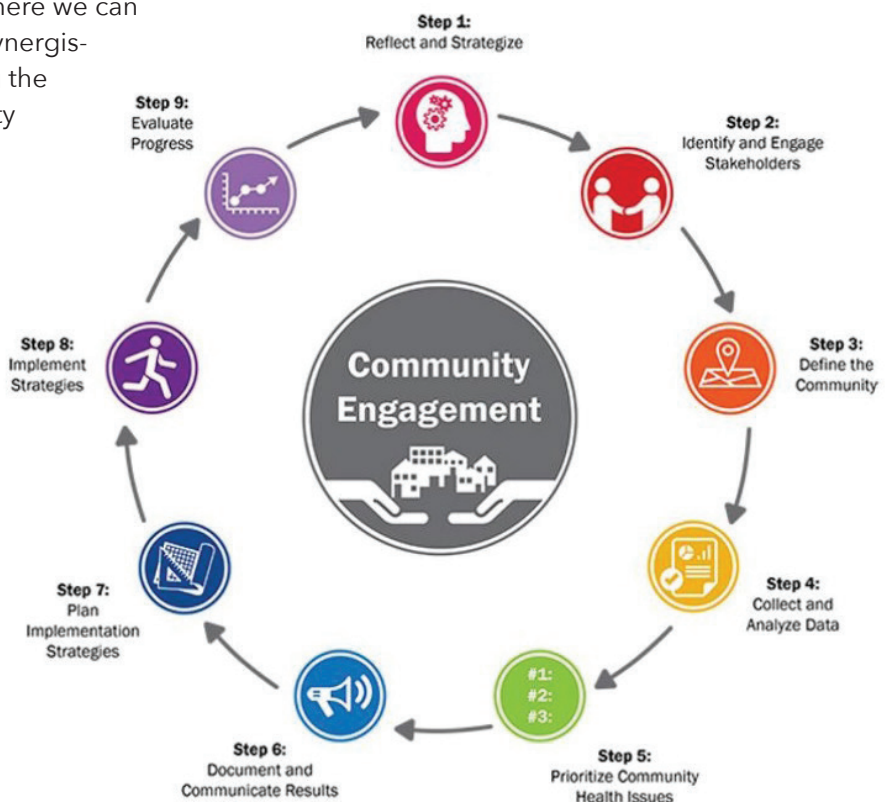 here we can
ynergis-
the
ty
Step 1:
Reflect and Strategize
Step 2:
Identify and Engage
Stakeholders
Step 3:
Define the
Community
Step 4:
Collect and
Analyze Data
Step 5:
Prioritize Community
Health Issues
Step 6:
Document and
Communicate Results
Step 7:
Plan
Implementation
Strategies
Step 8:
Implement
Strategies
Step 9:
Evaluate
Progress
Community
Engagement
#1:
#2:
#3: